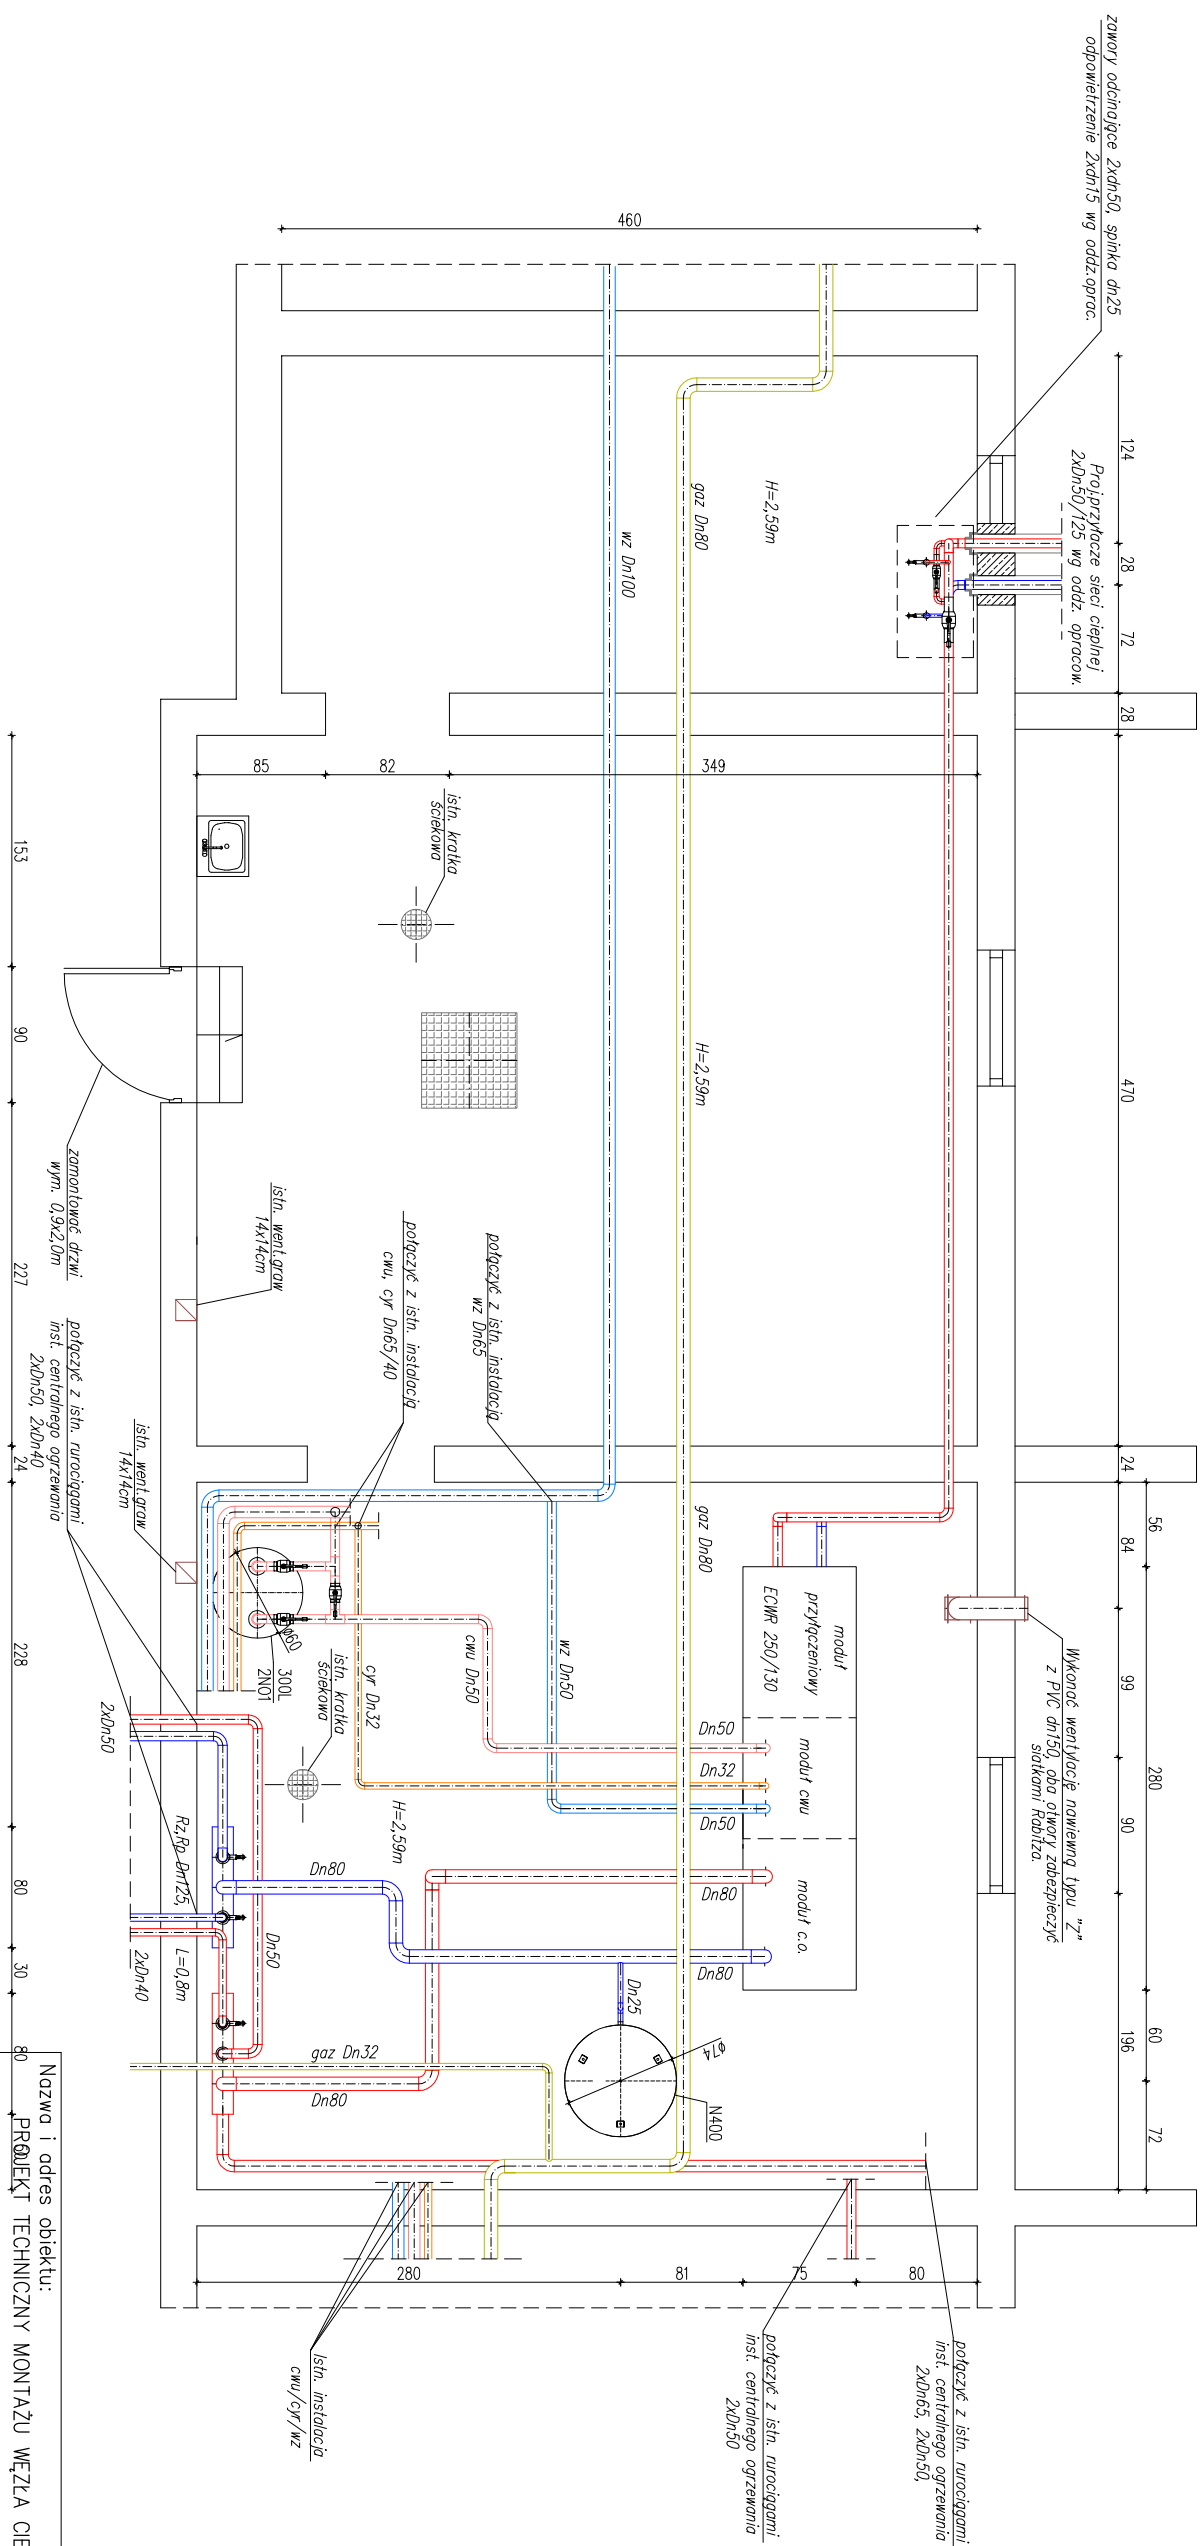 zawory odcinające 2xdn50, spinka dn25
odpowietrzenie 2xdn15 wg oddz.oprac.
Proj.przyłącze sieci cieplnej
2xDn50/125 wg oddz. opracow.
460
124
28
72
28
470
24
56
84
99
280
90
60
196
72
H=2,59m
gaz Dn80
wz Dn100
85
82
349
istn. kratka
ściekowa
H=2,59m
153
90
227
24
228
80
30
80
zamontować drzwi
wym. 0,9x2,0m
istn. went.graw
14x14cm
połączyć z istn. instalacją
cwu, cyr Dn65/40
połączyć z istn. instalacją
wz Dn65
połączyć z istn. rurociągami
inst. centralnego ogrzewania
2xDn50, 2xDn40
istn. went.graw
14x14cm
gaz Dn80
Wykonać wentylację nawiewną typu "Z"
z PVC dn150, oba otwory zabezpieczyć
siatkami Rabitza.
moduł
przyłączeniowy
ECWR 250/130
moduł cwu
moduł c.o.
wz Dn50
cwu Dn50
cyr Dn32
Ø60
300L
2N01
istn. kratka
ściekowa
Dn50
Dn32
Dn50
Dn80
Dn80
H=2,59m
2xDn50
Rz,Rp Dn125,
L=0,8m
2xDn40
Dn80
Dn50
Dn25
Ø74
N400
gaz Dn32
Dn80
280
81
75
80
Istn. instalacja
cwu/cyr/wz
połączyć z istn. rurociągami
inst. centralnego ogrzewania
2xDn50
połączyć z istn. rurociągami
inst. centralnego ogrzewania
2xDn65, 2xDn50,
Nazwa i adres obiektu:
PROJEKT TECHNICZNY MONTAŻU WĘZŁA CIE